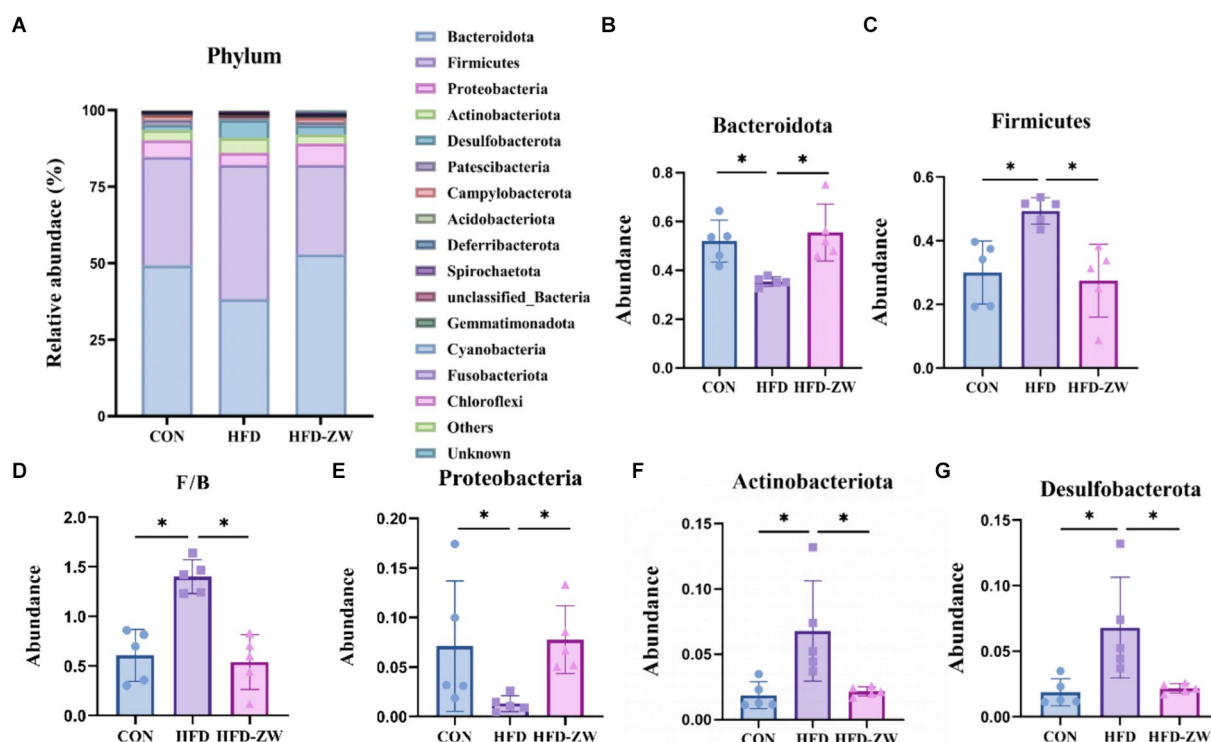 A
Phylum
Relative abundace (%)
100
75
50
25
0
CON
HFD
HFD-ZW
Bacteroidota
Firmicutes
Proteobacteria
Actinobacteriota
Desulfobacterota
Patescibacteria
Campylobacterota
Acidobacteriota
Deferribacterota
Spirochaetota
unclassified_Bacteria
Gemmatimonadota
Cyanobacteria
Fusobacteriota
Chloroflexi
Others
Unknown
B
Bacteroidota
Abundance
0.8
0.6
0.4
0.2
0.0
* *
CON
HFD
HFD-ZW
C
Firmicutes
Abundance
0.6
0.4
0.2
0.0
* *
CON
HFD
HFD-ZW
D
F/B
Abundance
2.0
1.5
1.0
0.5
0.0
* *
CON
HFD
HFD-ZW
E
Proteobacteria
Abundance
0.20
0.15
0.10
0.05
0.00
* *
CON
HFD
HFD-ZW
F
Actinobacteriota
Abundance
0.15
0.10
0.05
0.00
* *
CON
HFD
HFD-ZW
G
Desulfobacterota
Abundance
0.15
0.10
0.05
0.00
* *
CON
HFD
HFD-ZW